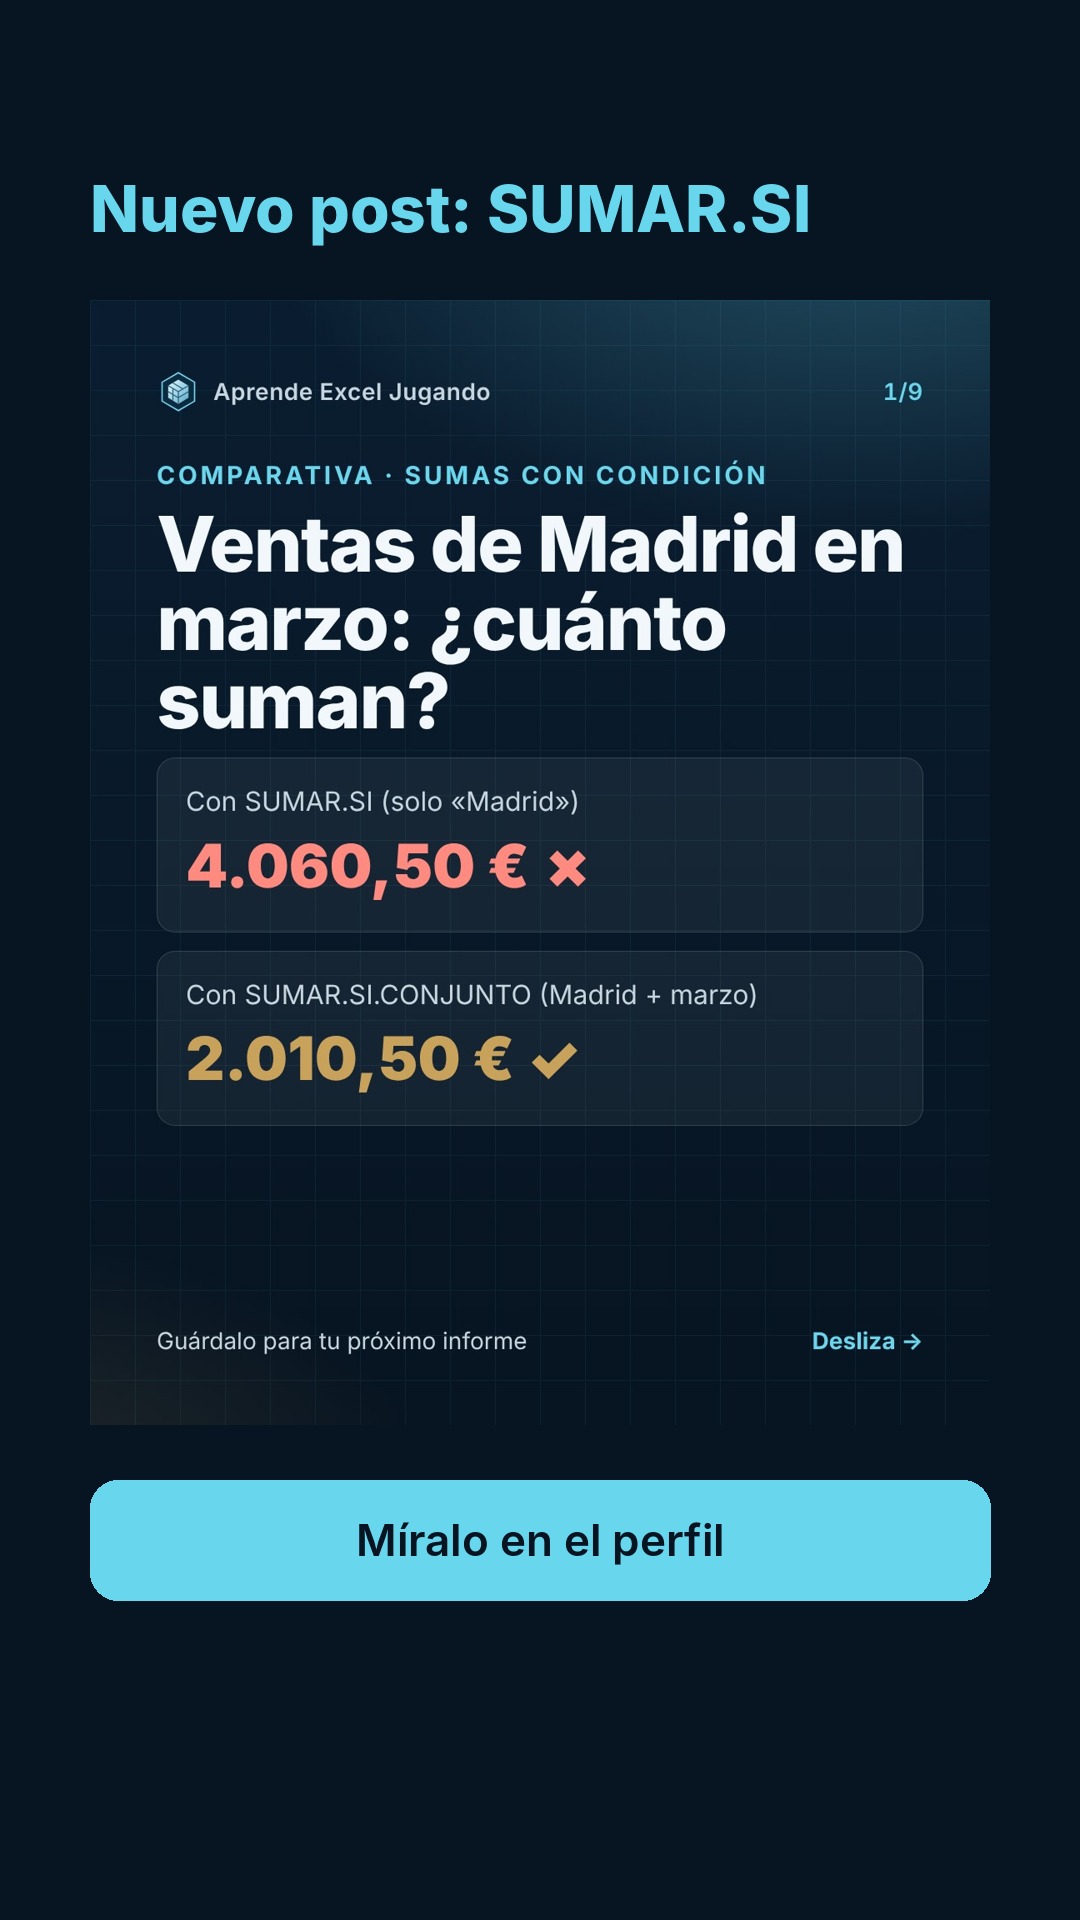 Nuevo post: SUMAR.SI
Aprende Excel Jugando
1/9
COMPARATIVA · SUMAS CON CONDICIÓN
Ventas de Madrid en
marzo: ¿cuánto
suman?
Con SUMAR.SI (solo «Madrid»)
4.060,50 € ✖
Con SUMAR.SI.CONJUNTO (Madrid + marzo)
2.010,50 € ✔
Guárdalo para tu próximo informe
Desliza →
Míralo en el perfil